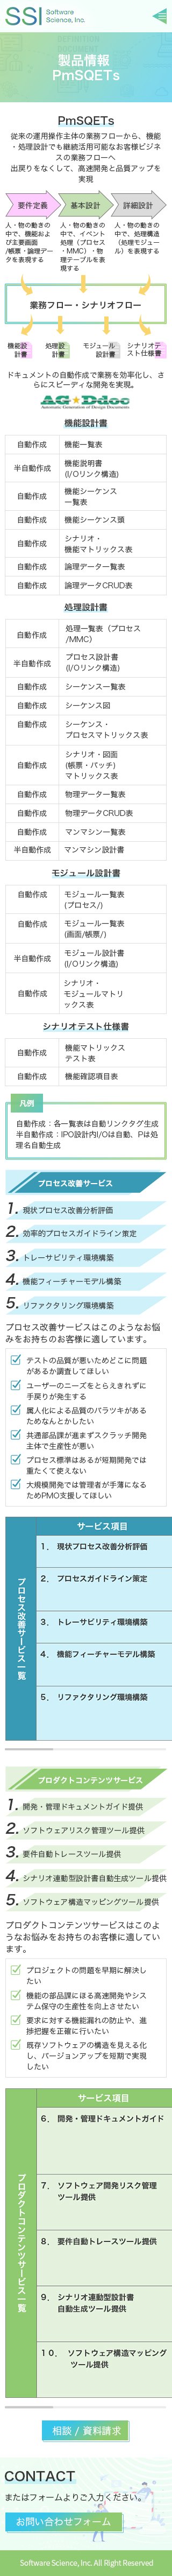 SSI Software
Science, Inc.
製品情報
PmSQETs
PmSQETs
従来の運用操作主体の業務フローから、機能
・処理設計でも継続活用可能なお客様ビジネ
スの業務フローへ
出戻りをなくして、高速開発と品質アップを
実現
要件定義
基本設計
詳細設計
人・物の動きの
中で、機能およ
び主要画面
/帳票・論理デー
タを表現する
人・物の動きの
中で、イベント
処理（プロセス
・MMC）・物
理テーブルを表
現する
人・物の動きの
中で、処理構造
（処理モジュー
ル）を表現する
業務フロー・シナリオフロー
機能設
計書
処理設
計書
モジュール
設計書
シナリオテ
スト仕様書
ドキュメントの自動作成で業務を効率化し、さ
らにスピーディな開発を実現。
AG★Ddoc
Automatic Generation of Design Documents
機能設計書
自動作成 機能一覧表
半自動作成 機能説明書
(I/Oリンク構造)
自動作成 機能シーケンス
一覧表
自動作成 機能シーケンス頭
自動作成 シナリオ・
機能マトリックス表
自動作成 論理データ一覧表
自動作成 論理データCRUD表
処理設計書
自動作成 処理一覧表（プロセス
/MMC）
半自動作成 プロセス設計書
(I/Oリンク構造)
自動作成 シーケンス一覧表
自動作成 シーケンス図
自動作成 シーケンス・
プロセスマトリックス表
自動作成 シナリオ・図面
(帳票・バッチ)
マトリックス表
自動作成 物理データ一覧表
自動作成 物理データCRUD表
自動作成 マンマシン一覧表
半自動作成 マンマシン設計書
モジュール設計書
自動作成 モジュール一覧表
(プロセス/)
自動作成 モジュール一覧表
(画面/帳票/)
半自動作成 モジュール設計書
(I/Oリンク構造)
自動作成 シナリオ・
モジュールマトリ
ックス表
シナリオテスト仕様書
自動作成 機能マトリックス
テスト表
自動作成 機能確認項目表
凡例
自動作成：各一覧表は自動リンクタグ生成
半自動作成：IPO設計内I/Oは自動、Pは処
理名自動生成
プロセス改善サービス
1. 現状プロセス改善分析評価
2. 効率的プロセスガイドライン策定
3. トレーサビリティ環境構築
4. 機能フィーチャーモデル構築
5. リファクタリング環境構築
プロセス改善サービスはこのようなお悩
みをお持ちのお客様に適しています。
テストの品質が悪いためどこに問題
があるか調査してほしい
ユーザーのニーズをとらえきれずに
手戻りが発生する
属人化による品質のバラツキがある
ためなんとかしたい
共通部品課が進まずスクラッチ開発
主体で生産性が悪い
プロセス標準はあるが短期開発では
重たくて使えない
大規模開発では管理者が手薄になる
ためPMO支援してほしい
プロセス改善サービス一覧
サービス項目
1． 現状プロセス改善分析評価
2． プロセスガイドライン策定
3． トレーサビリティ環境構築
4． 機能フィーチャーモデル構築
5． リファクタリング環境構築
プロダクトコンテンツサービス
1. 開発・管理ドキュメントガイド提供
2. ソフトウェアリスク管理ツール提供
3. 要件自動トレースツール提供
4. シナリオ連動型設計書自動生成ツール提供
5. ソフトウェア構造マッピングツール提供
プロダクトコンテンツサービスはこのよ
うなお悩みをお持ちのお客様に適してい
ます。
プロジェクトの問題を早期に解決し
たい
機能の部品課にほる高速開発やシス
テム保守の生産性を向上させたい
要求に対する機能漏れの防止や、進
捗把握を正確に行いたい
既存ソフトウェアの構造を見える化
し、バージョンアップを短期で実現
したい
プロダクトコンテンツサービス一覧
サービス項目
6． 開発・管理ドキュメントガイド
7． ソフトウェア開発リスク管理
ツール提供
8． 要件自動トレースツール提供
9． シナリオ連動型設計書
自動生成ツール提供
10． ソフトウェア構造マッピング
ツール提供
相談 / 資料請求
CONTACT
またはフォームよりご入力ください。
お問い合わせフォーム
Software Science, Inc. All Right Reserved